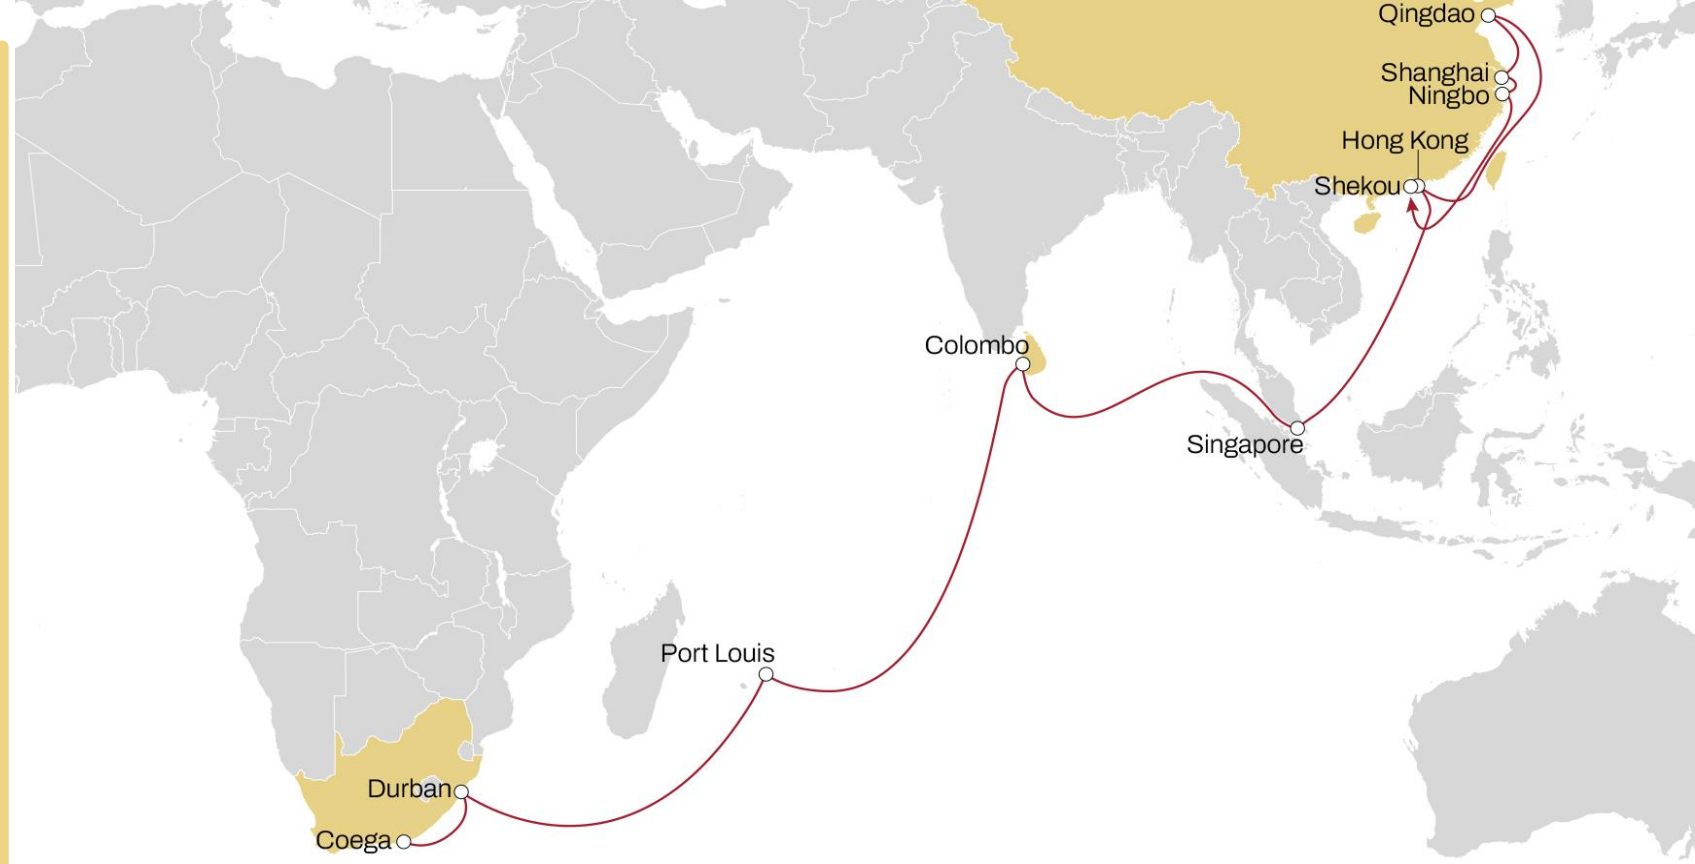 Qingdao
Shanghai
Ningbo
Hong Kong
Shekou
Colombo
Singapore
Port Louis
Durban
Coega